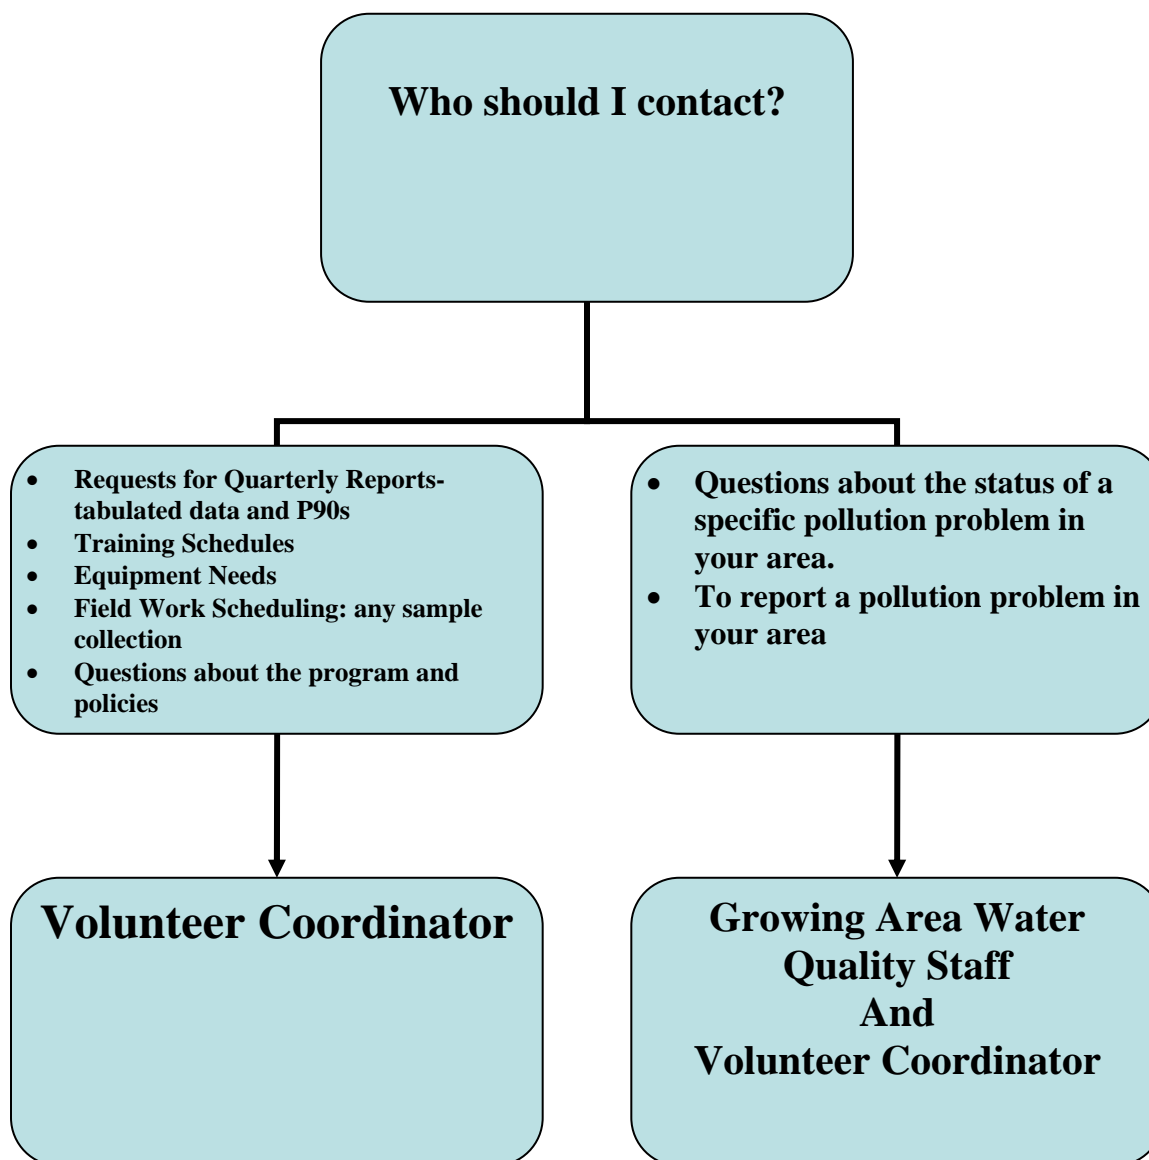 Who should I contact?
• Requests for Quarterly Reports-
tabulated data and P90s
• Training Schedules
• Equipment Needs
• Field Work Scheduling: any sample
collection
• Questions about the program and
policies
• Questions about the status of a
specific pollution problem in
your area.
• To report a pollution problem in
your area
Volunteer Coordinator
Growing Area Water
Quality Staff
And
Volunteer Coordinator